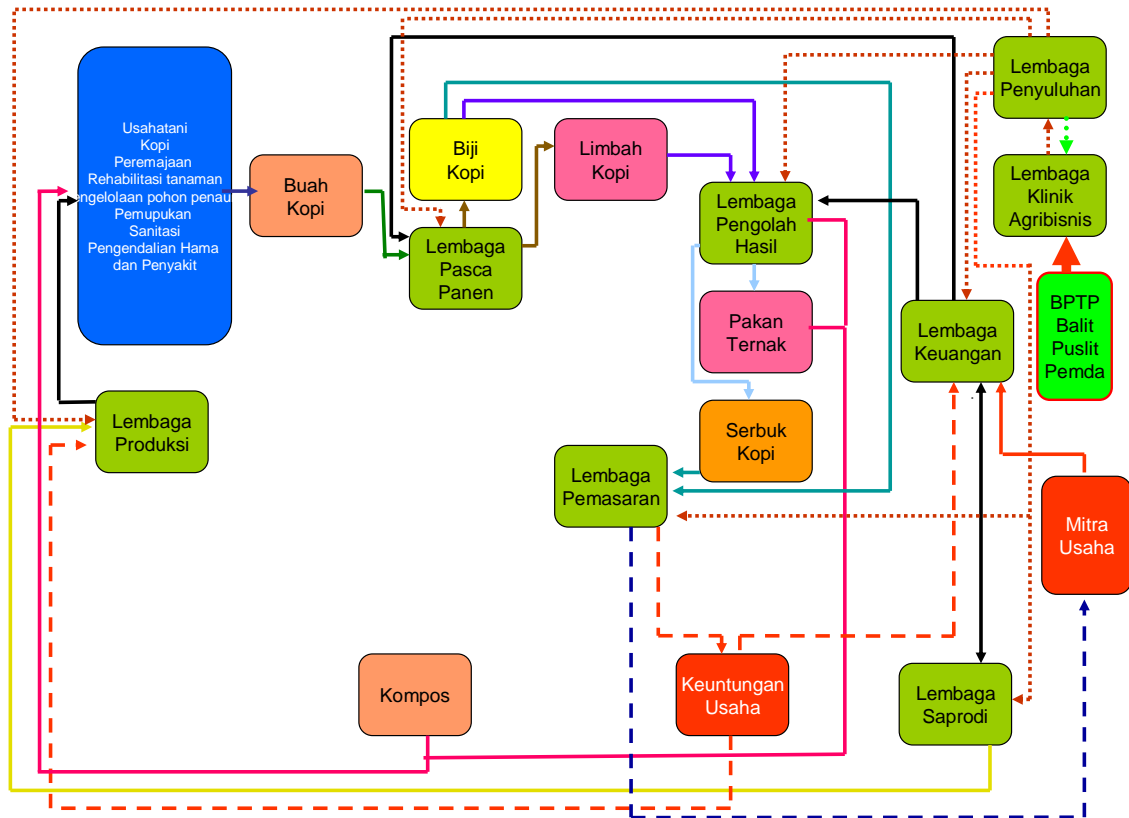 Usahatani
Kopi
Peremajaan
Rehabilitasi tanaman
engelolaan pohon penau
Pemupukan
Sanitasi
Pengendalian Hama
dan Penyakit
Buah
Kopi
Biji
Kopi
Lembaga
Pasca
Panen
Limbah
Kopi
Lembaga
Pengolah
Hasil
Pakan
Ternak
Serbuk
Kopi
Lembaga
Penyuluhan
Lembaga
Klinik
Agribisnis
BPTP
Balit
Puslit
Pemda
Lembaga
Keuangan
Lembaga
Produksi
Lembaga
Pemasaran
Mitra
Usaha
Kompos
Keuntungan
Usaha
Lembaga
Saprodi